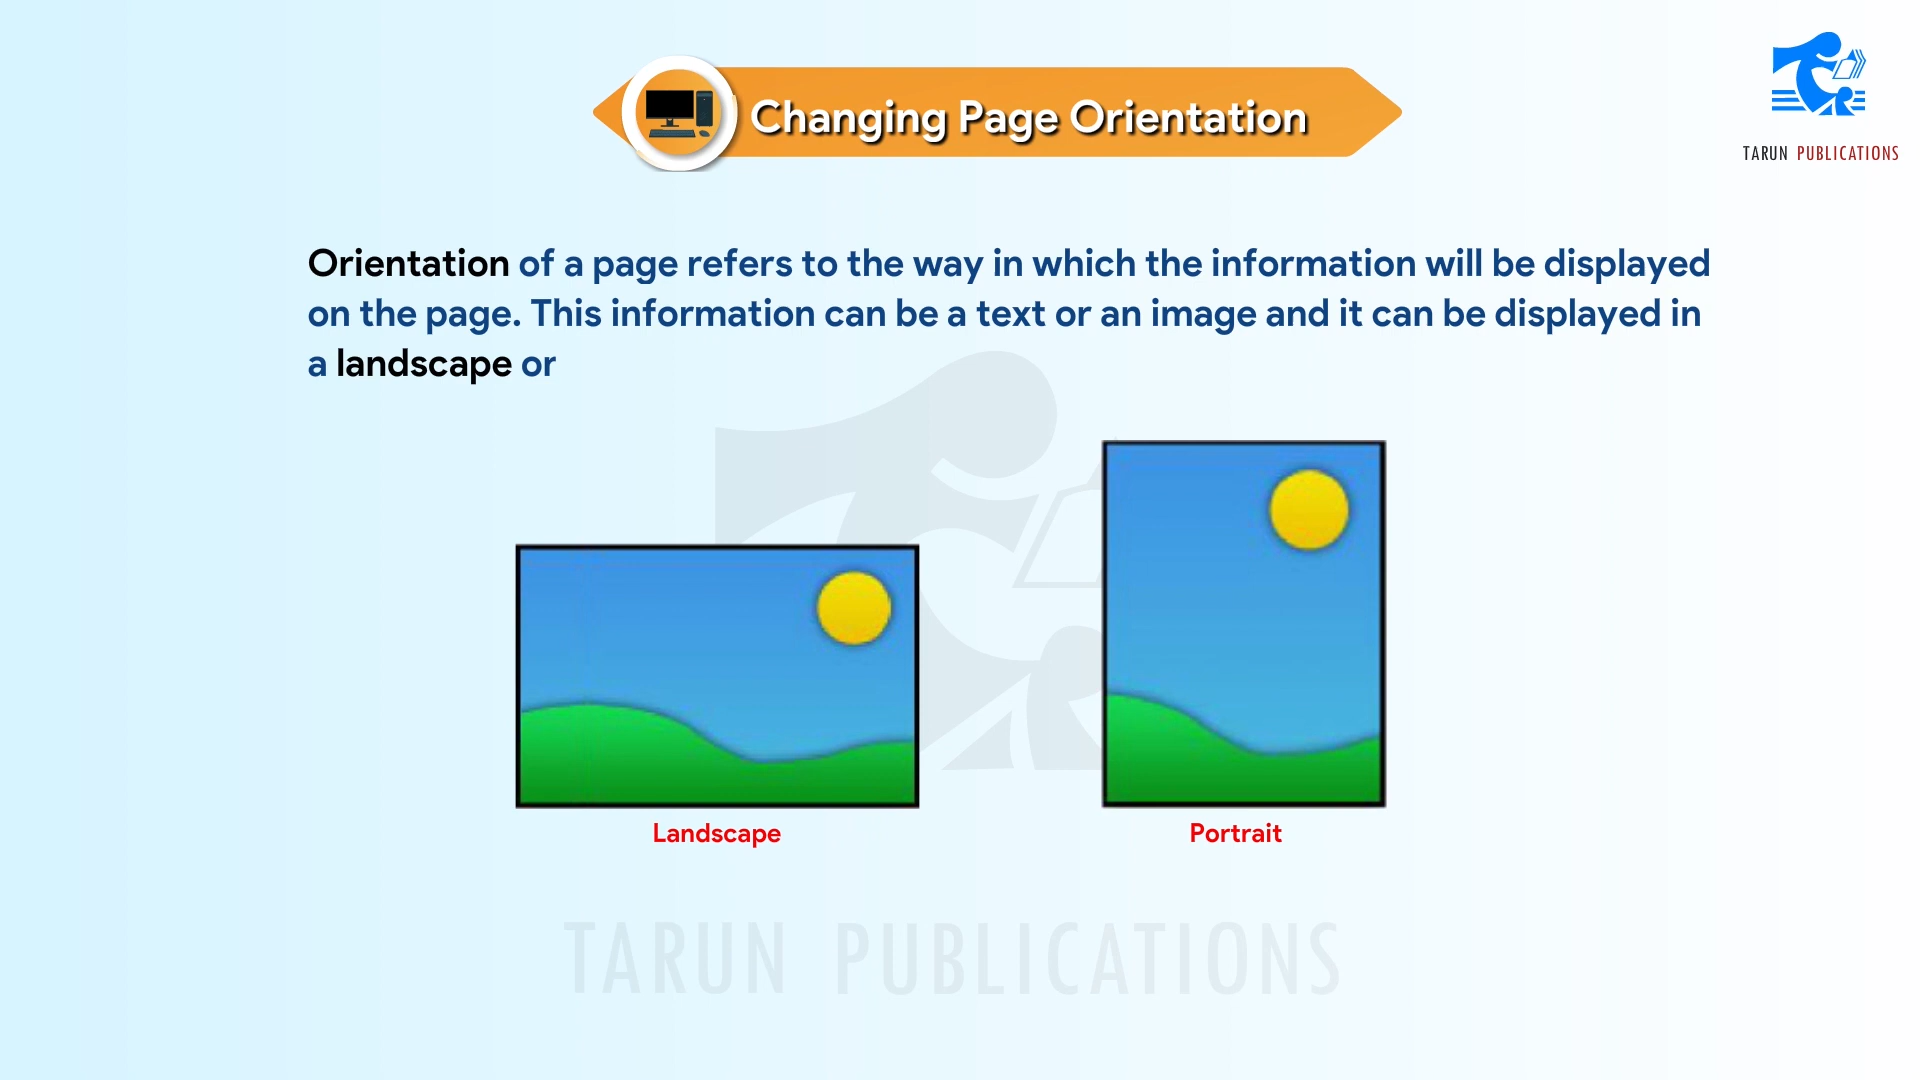 Changing Page Orientation
TARUN PUBLICATIONS
Orientation of a page refers to the way in which the information will be displayed
on the page. This information can be a text or an image and it can be displayed in
a landscape or
Landscape
Portrait
TARUN PUBLICATIONS